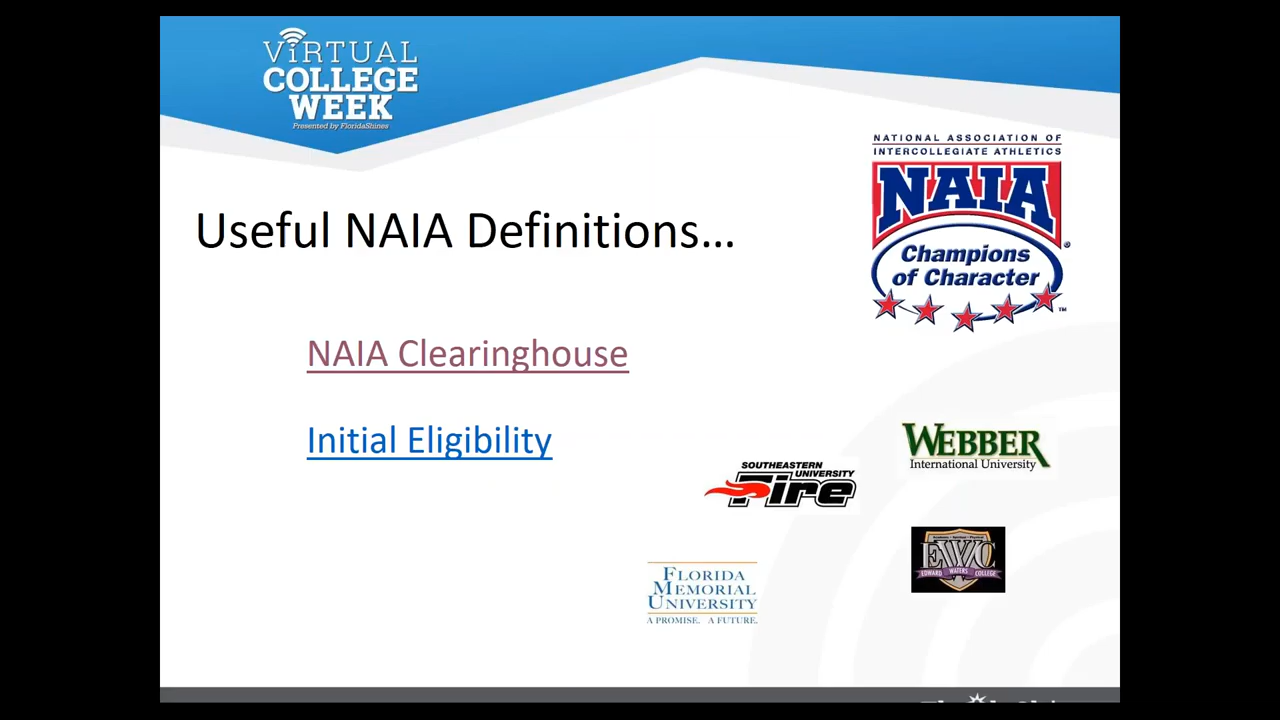 ViRTUAL
COLLEGE
WEEK
Presented by FloridaShines
NATIONAL ASSOCIATION OF
INTERCOLLEGIATE ATHLETICS
NAIA
®
Champions
of Character
™
Useful NAIA Definitions...
NAIA Clearinghouse
Initial Eligibility
WEBBER
International University
SOUTHEASTERN
UNIVERSITY
Fire
EWC
EDWARD WATERS COLLEGE
FLORIDA
MEMORIAL
UNIVERSITY
A PROMISE. A FUTURE.